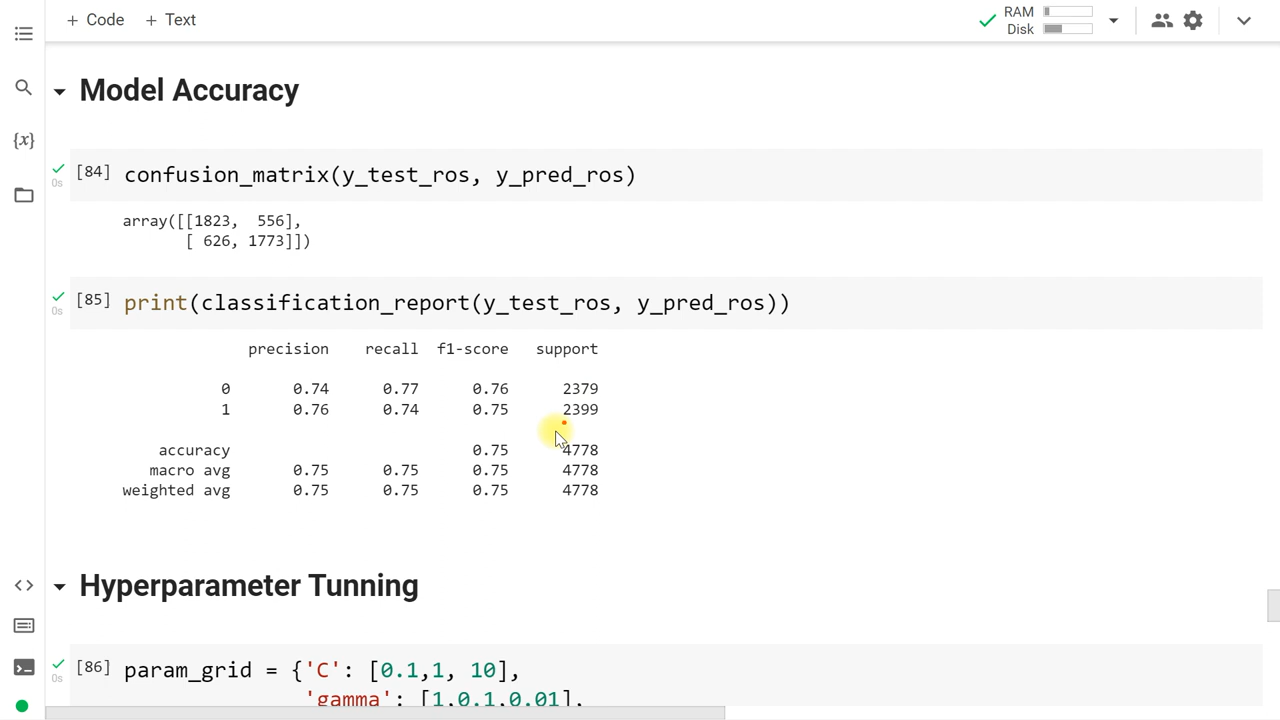 + Code + Text
RAM
Disk
Model Accuracy
[84] confusion_matrix(y_test_ros, y_pred_ros)
0s
array([[1823,  556],
       [ 626, 1773]])
[85] print(classification_report(y_test_ros, y_pred_ros))
0s
precision recall f1-score support
0 0.74 0.77 0.76 2379
1 0.76 0.74 0.75 2399
accuracy 0.75 4778
macro avg 0.75 0.75 0.75 4778
weighted avg 0.75 0.75 0.75 4778
Hyperparameter Tunning
[86] param_grid = {'C': [0.1,1, 10],
0s
'gamma': [1,0.1,0.01],